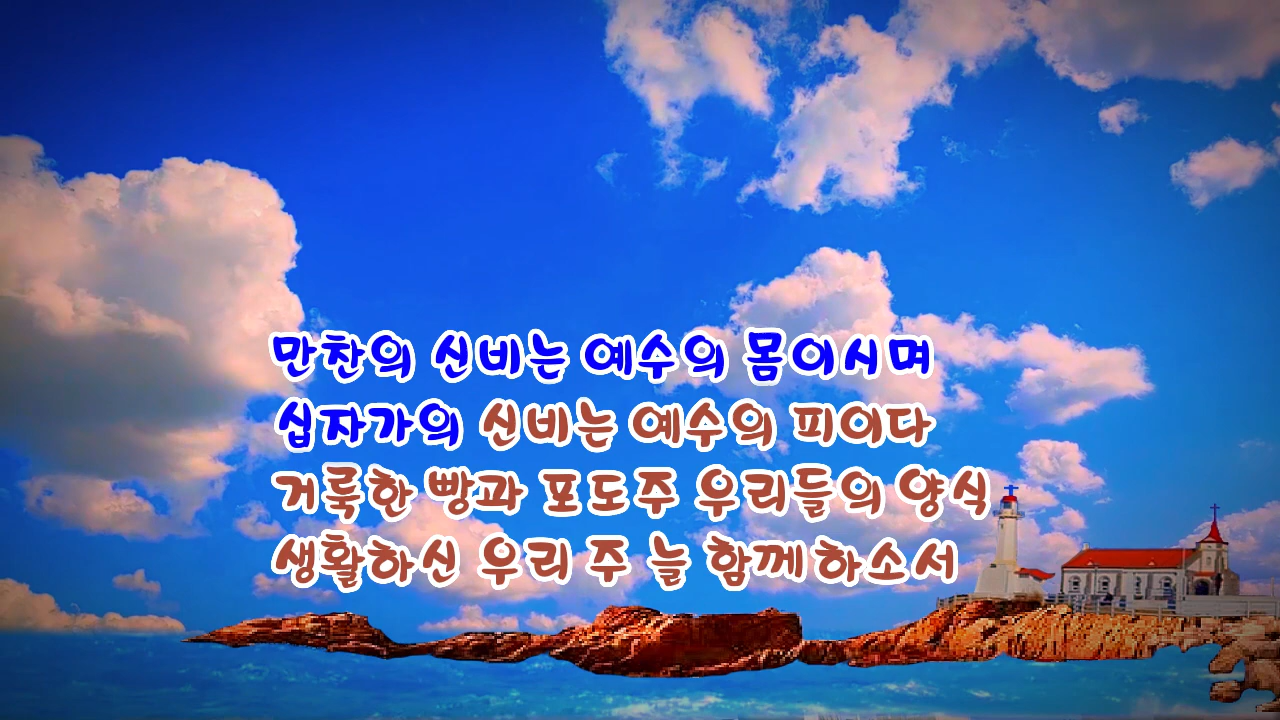 만찬의 신비는 예수의 몸이시며
십자가의 신비는 예수의 피이다
거룩한 빵과 포도주 우리들의 양식
생활하신 우리 주 늘 함께하소서